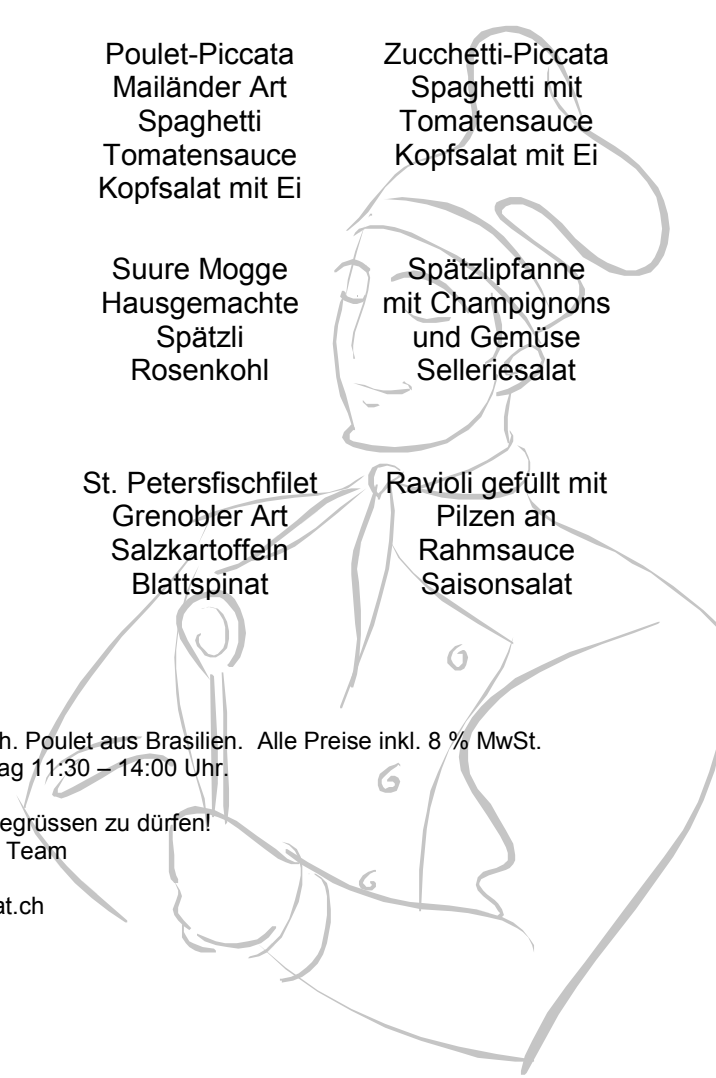 Poulet-Piccata
Mailänder Art
Spaghetti
Tomatensauce
Kopfsalat mit Ei
Zucchetti-Piccata
Spaghetti mit
Tomatensauce
Kopfsalat mit Ei
Suure Mogge
Hausgemachte
Spätzli
Rosenkohl
Spätzlipfanne
mit Champignons
und Gemüse
Selleriesalat
St. Petersfischfilet
Grenobler Art
Salzkartoffeln
Blattspinat
Ravioli gefüllt mit
Pilzen an
Rahmsauce
Saisonsalat
h. Poulet aus Brasilien.  Alle Preise inkl. 8 % MwSt.
ag 11:30 – 14:00 Uhr.
egrüssen zu dürfen!
Team
at.ch